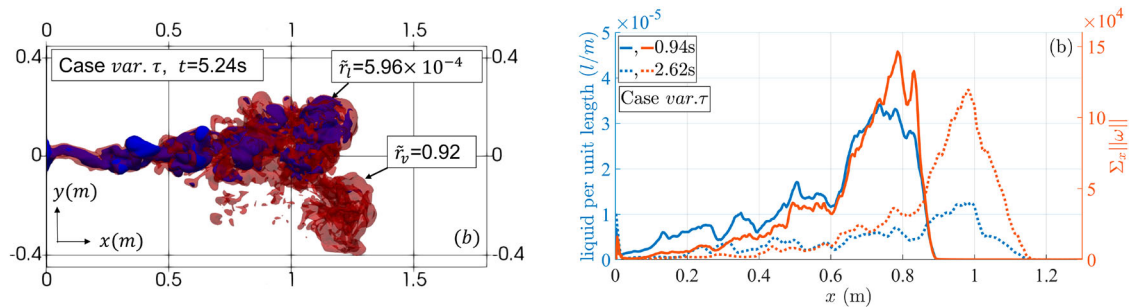 0 0.5 1 1.5
0.4 0.4
Case var. τ, t=5.24s
r̃ₗ=5.96× 10⁻⁴
0 0
r̃ᵥ=0.92
y(m)
x(m)
(b)
-0.4 -0.4
0 0.5 1 1.5
×10⁻⁵ ×10⁴
5
4
3
2
1
0
liquid per unit length (l/m)
, 0.94s
, 2.62s
Case var.τ
(b)
15
10
5
0
Σₓ||ω||
0 0.2 0.4 0.6 0.8 1 1.2
x (m)